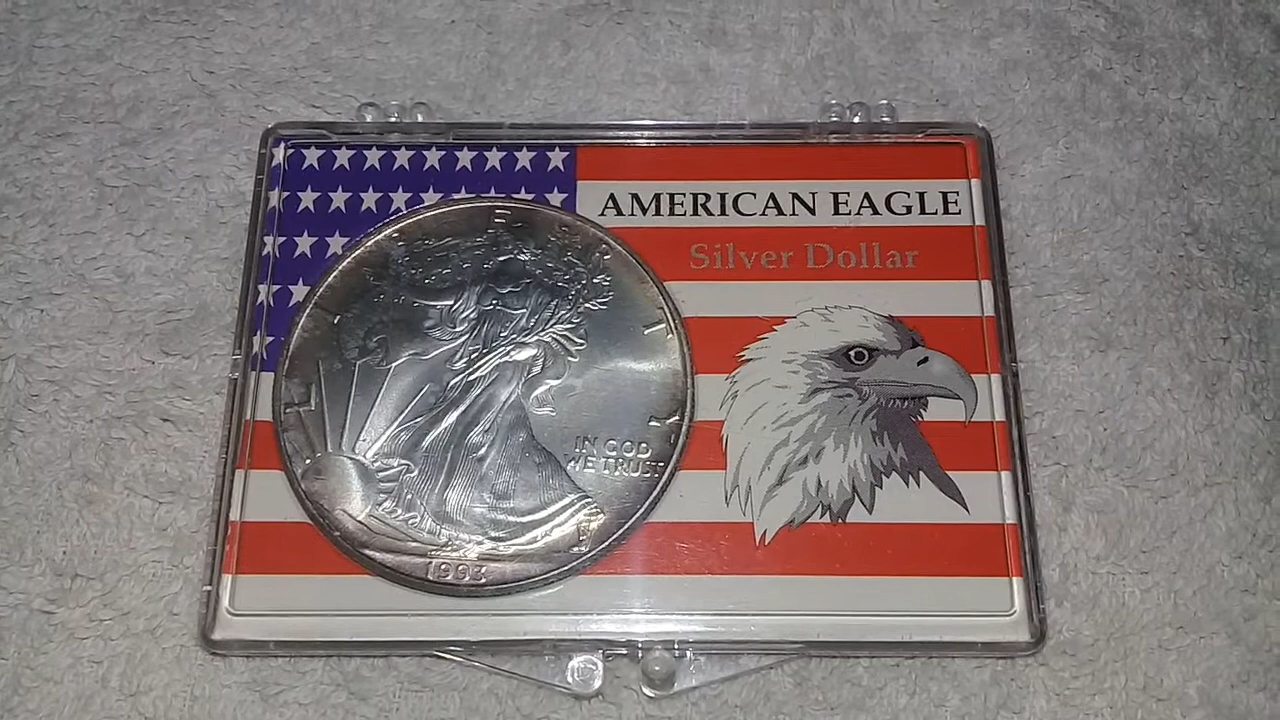 AMERICAN EAGLE
Silver Dollar
L I E R T Y
IN GOD
WE TRUST
1993